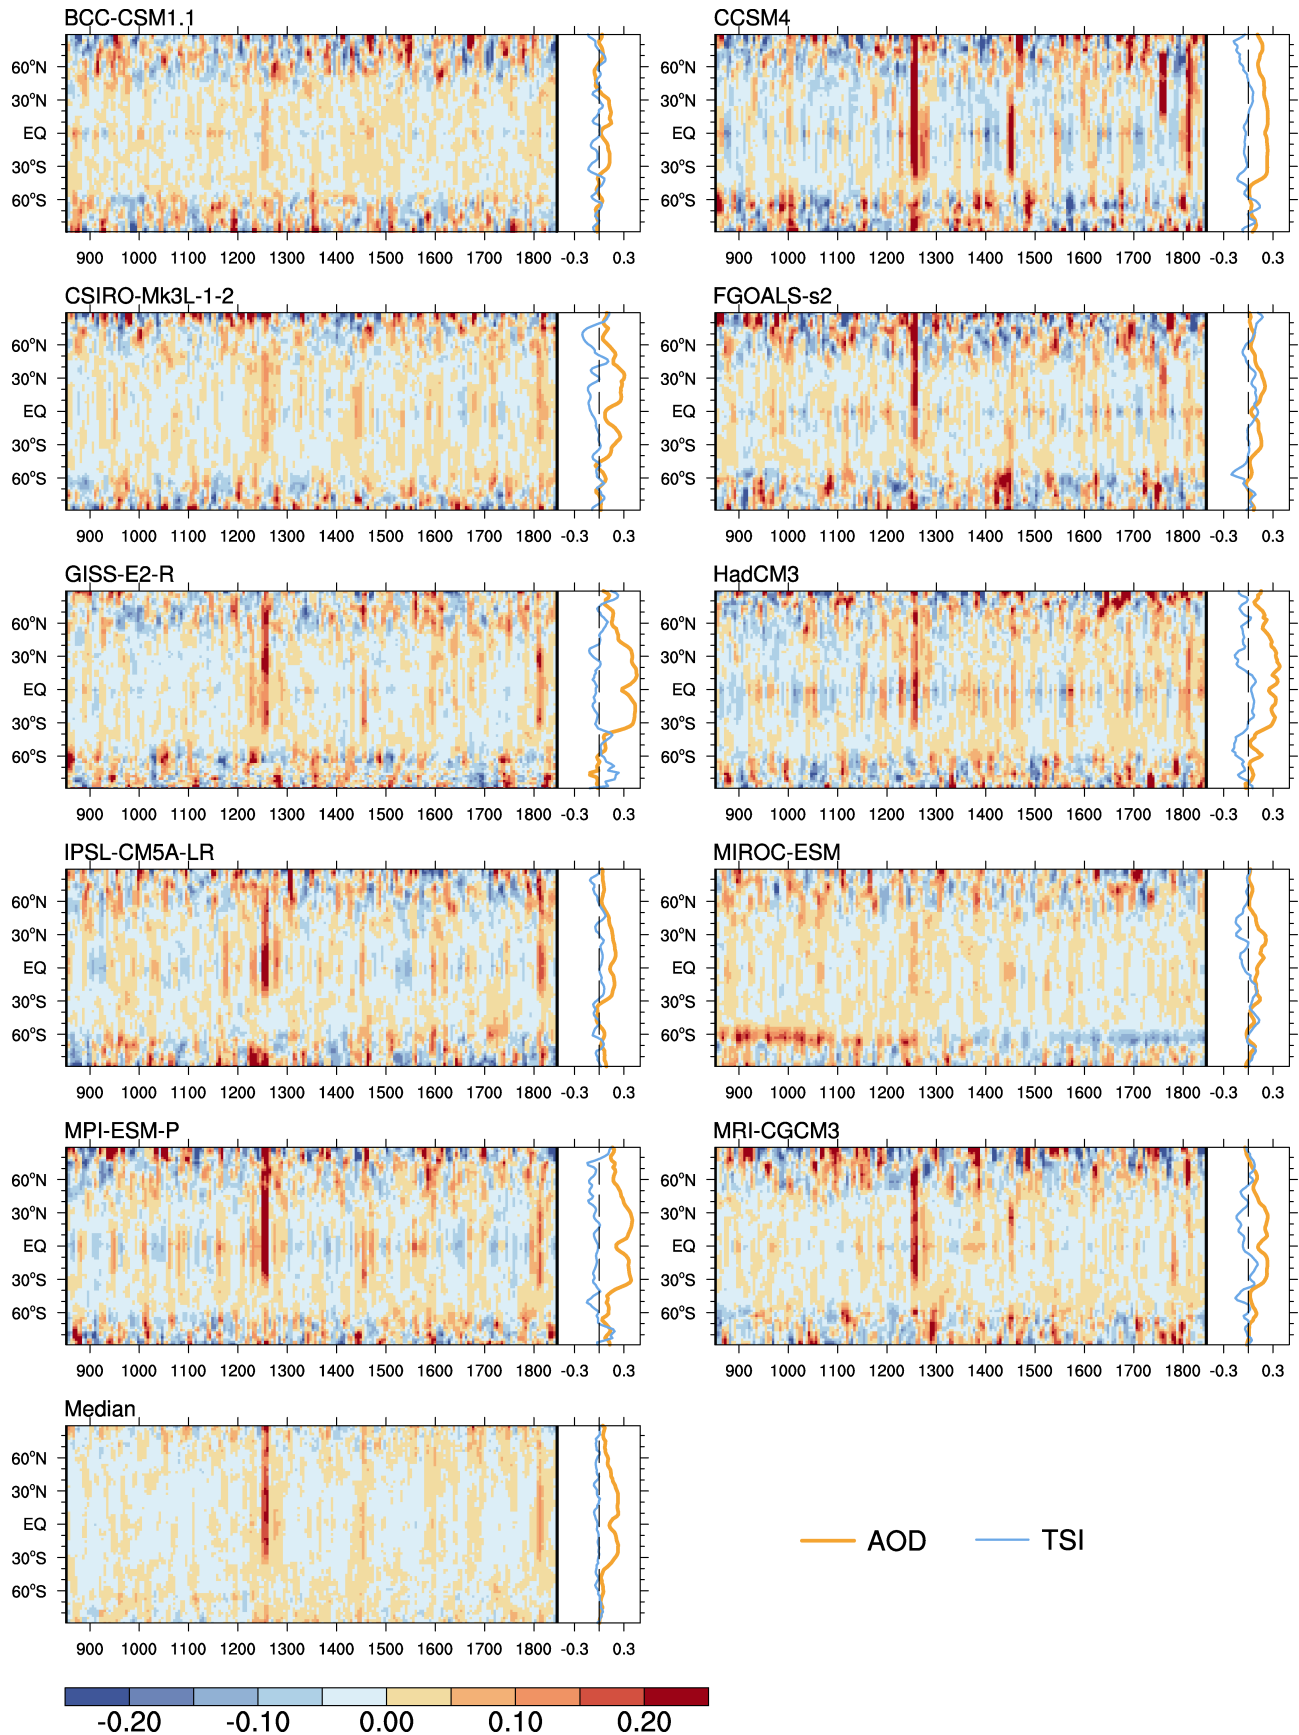 BCC-CSM1.1
60°N
30°N
EQ
30°S
60°S
900 1000 1100 1200 1300 1400 1500 1600 1700 1800 -0.3 0.3
CCSM4
60°N
30°N
EQ
30°S
60°S
900 1000 1100 1200 1300 1400 1500 1600 1700 1800 -0.3 0.3
CSIRO-Mk3L-1-2
60°N
30°N
EQ
30°S
60°S
900 1000 1100 1200 1300 1400 1500 1600 1700 1800 -0.3 0.3
FGOALS-s2
60°N
30°N
EQ
30°S
60°S
900 1000 1100 1200 1300 1400 1500 1600 1700 1800 -0.3 0.3
GISS-E2-R
60°N
30°N
EQ
30°S
60°S
900 1000 1100 1200 1300 1400 1500 1600 1700 1800 -0.3 0.3
HadCM3
60°N
30°N
EQ
30°S
60°S
900 1000 1100 1200 1300 1400 1500 1600 1700 1800 -0.3 0.3
IPSL-CM5A-LR
60°N
30°N
EQ
30°S
60°S
900 1000 1100 1200 1300 1400 1500 1600 1700 1800 -0.3 0.3
MIROC-ESM
60°N
30°N
EQ
30°S
60°S
900 1000 1100 1200 1300 1400 1500 1600 1700 1800 -0.3 0.3
MPI-ESM-P
60°N
30°N
EQ
30°S
60°S
900 1000 1100 1200 1300 1400 1500 1600 1700 1800 -0.3 0.3
MRI-CGCM3
60°N
30°N
EQ
30°S
60°S
900 1000 1100 1200 1300 1400 1500 1600 1700 1800 -0.3 0.3
Median
60°N
30°N
EQ
30°S
60°S
900 1000 1100 1200 1300 1400 1500 1600 1700 1800 -0.3 0.3
AOD TSI
-0.20 -0.10 0.00 0.10 0.20